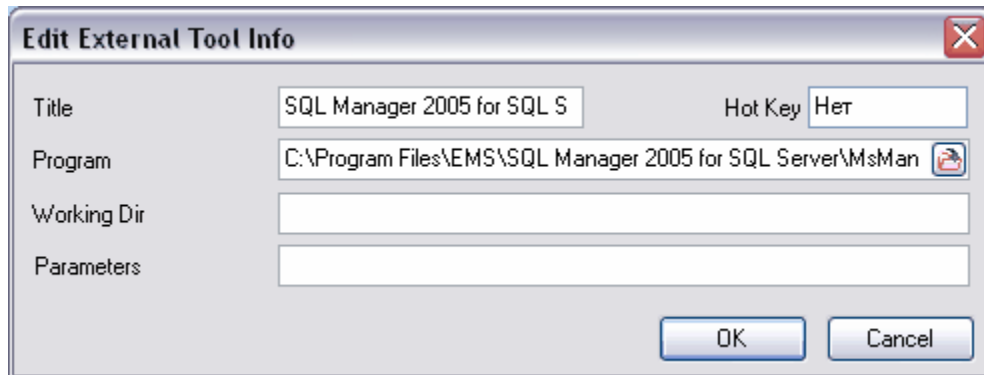 Edit External Tool Info
Title SQL Manager 2005 for SQL S Hot Key Нет
Program C:\Program Files\EMS\SQL Manager 2005 for SQL Server\MsMan
Working Dir
Parameters
OK Cancel